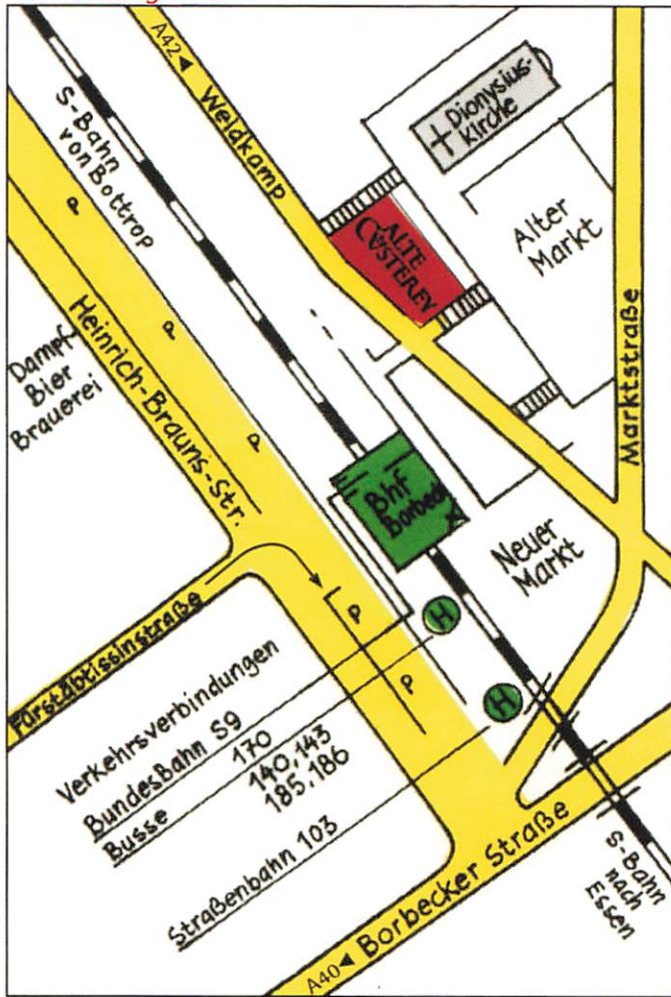 A42◄
Weldkamp
S-Bahn
von Bottrop
Dionysius-
Kirche
ALTE
CVSTEREY
Alter
Markt
P
Heinrich-Brauns-Str.
P
Dampf-
Bier
Brauerei
P
Marktstraße
Bhf
Borbeck
Neuer
Markt
P
H
Fürstäbtissinstraße
P
H
Verkehrsverbindungen
BundesBahn S9
Busse 170
140,143
185,186
Straßenbahn 103
A40◄ Borbecker Straße
S-Bahn
nach
Essen